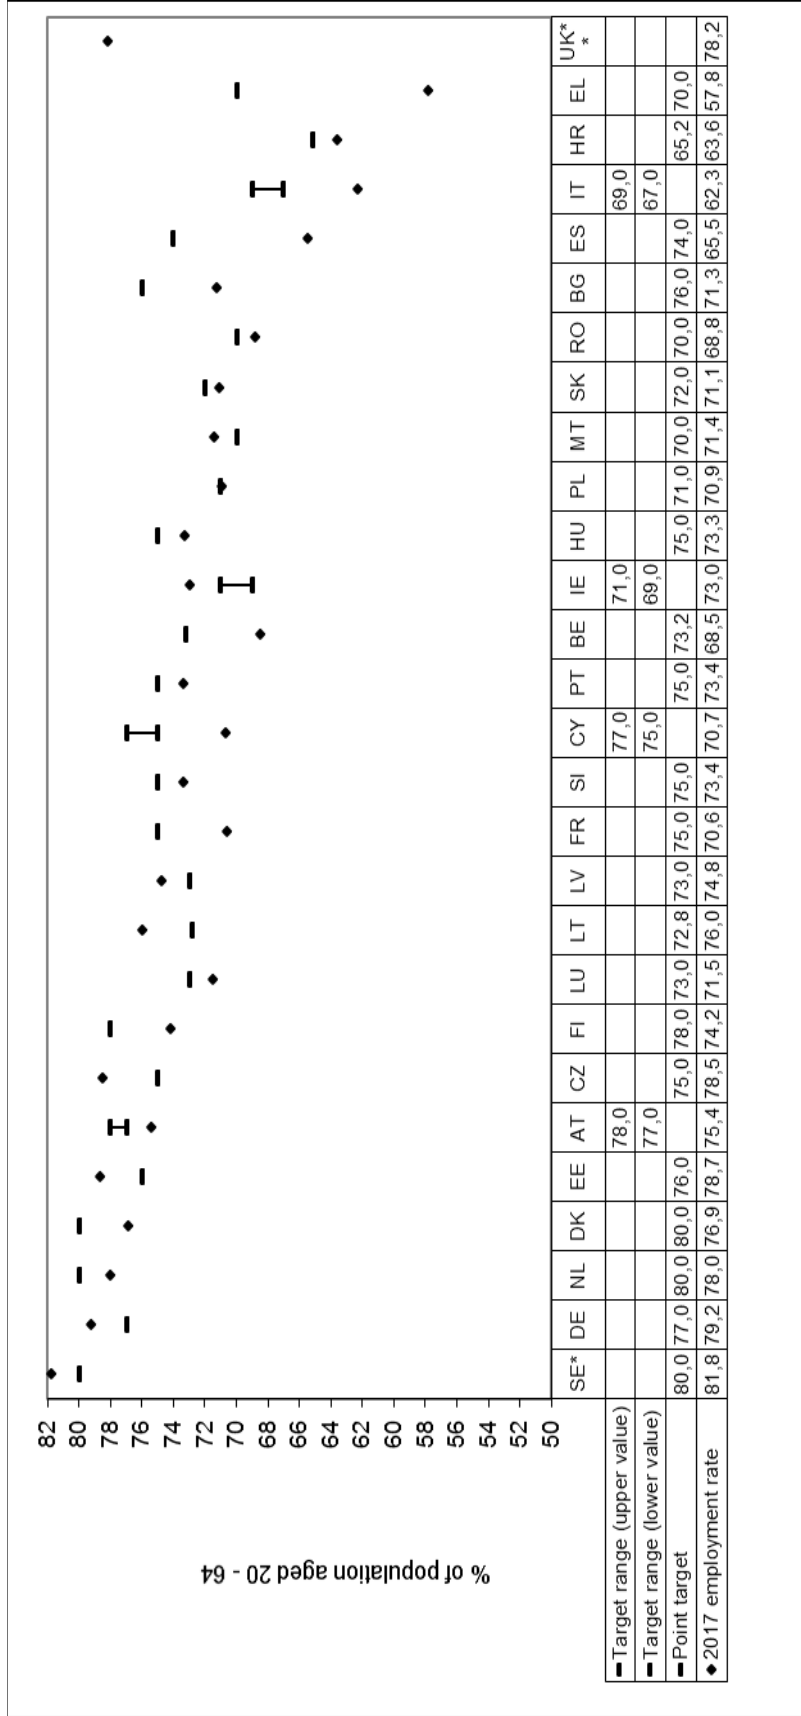 82
80
78
76
74
72
70
68
66
64
62
60
58
56
54
52
50
% of population aged 20 - 64
SE* DE NL DK EE AT CZ FI LU LT LV FR SI CY PT BE IE HU PL MT SK RO BG ES IT HR EL UK* *
Target range (upper value) 78,0 77,0 71,0 69,0
Target range (lower value) 77,0 75,0 69,0 67,0
Point target 80,0 77,0 80,0 80,0 76,0 75,0 78,0 73,0 72,8 73,0 75,0 75,0 75,0 73,2 75,0 71,0 70,0 72,0 70,0 76,0 74,0 65,2 70,0
2017 employment rate 81,8 79,2 78,0 76,9 78,7 75,4 78,5 74,2 71,5 76,0 74,8 70,6 73,4 70,7 73,4 68,5 73,0 73,3 70,9 71,4 71,1 68,8 71,3 65,5 62,3 63,6 57,8 78,2